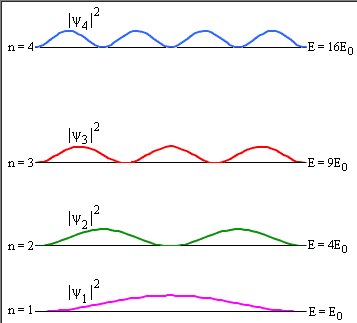 |ψ₄|²
n = 4 E = 16E₀
|ψ₃|²
n = 3 E = 9E₀
|ψ₂|²
n = 2 E = 4E₀
|ψ₁|²
n = 1 E = E₀